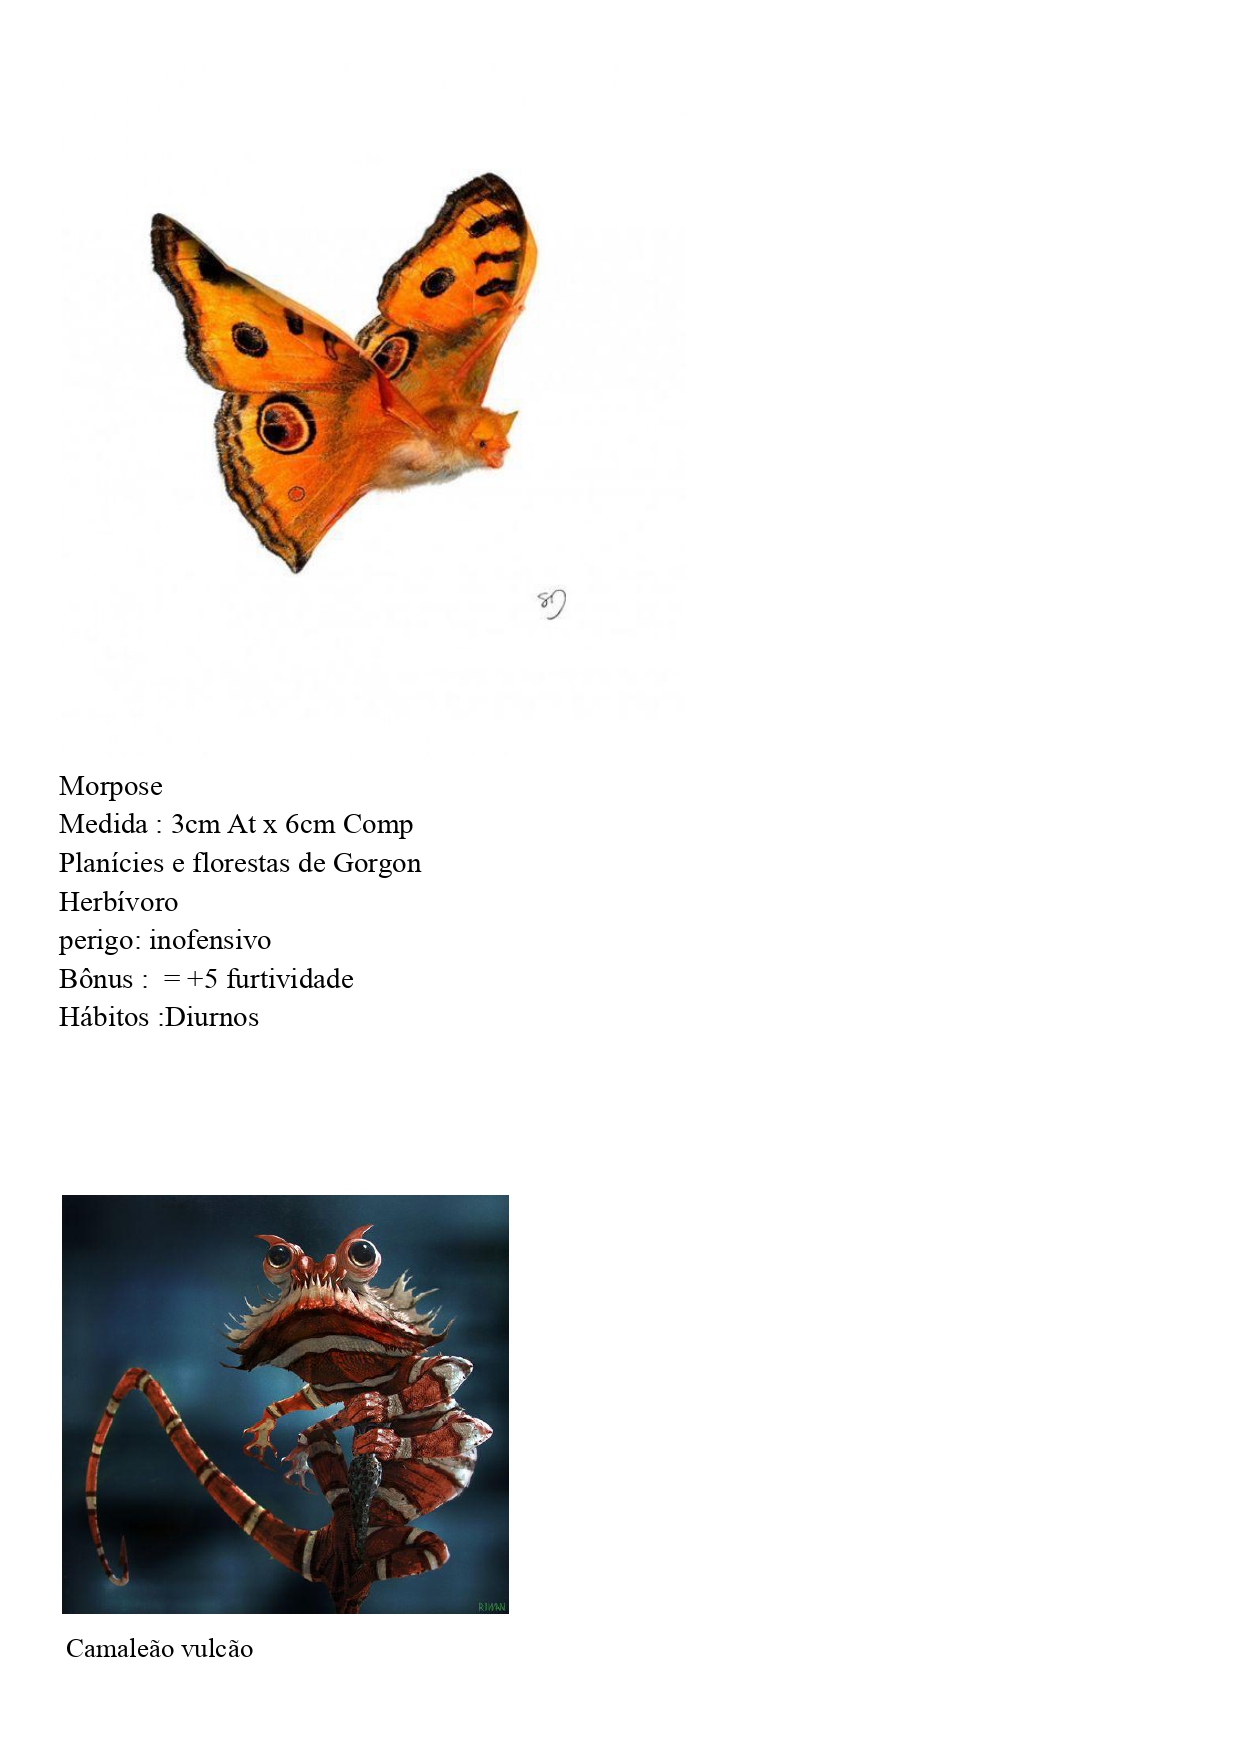 Morpose
Medida : 3cm At x 6cm Comp
Planícies e florestas de Gorgon
Herbívoro
perigo: inofensivo
Bônus :  = +5 furtividade
Hábitos :Diurnos
Camaleão vulcão